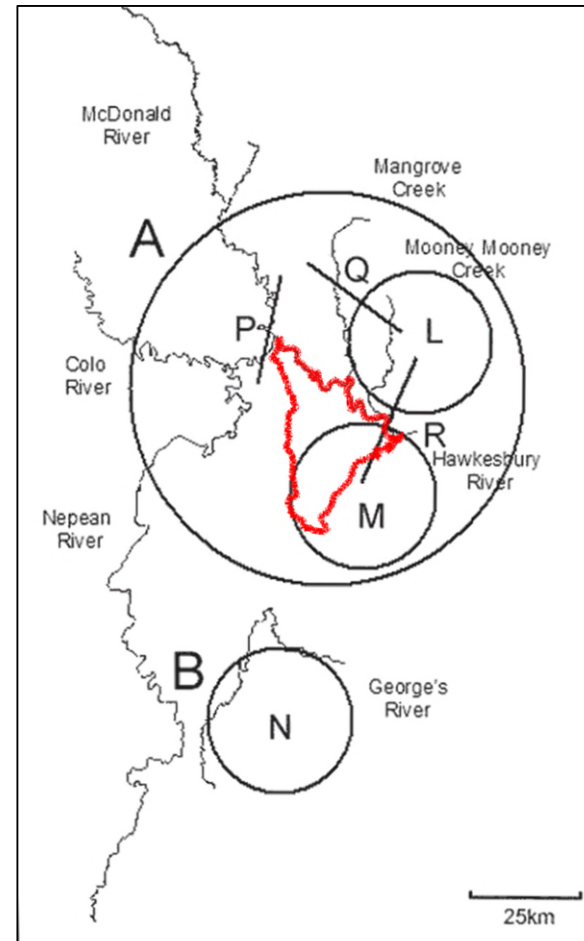 McDonald
River
Mangrove
Creek
A
Mooney Mooney
Creek
Q
P
L
Colo
River
R
Hawkesbury
River
M
Nepean
River
B
George's
River
N
25km